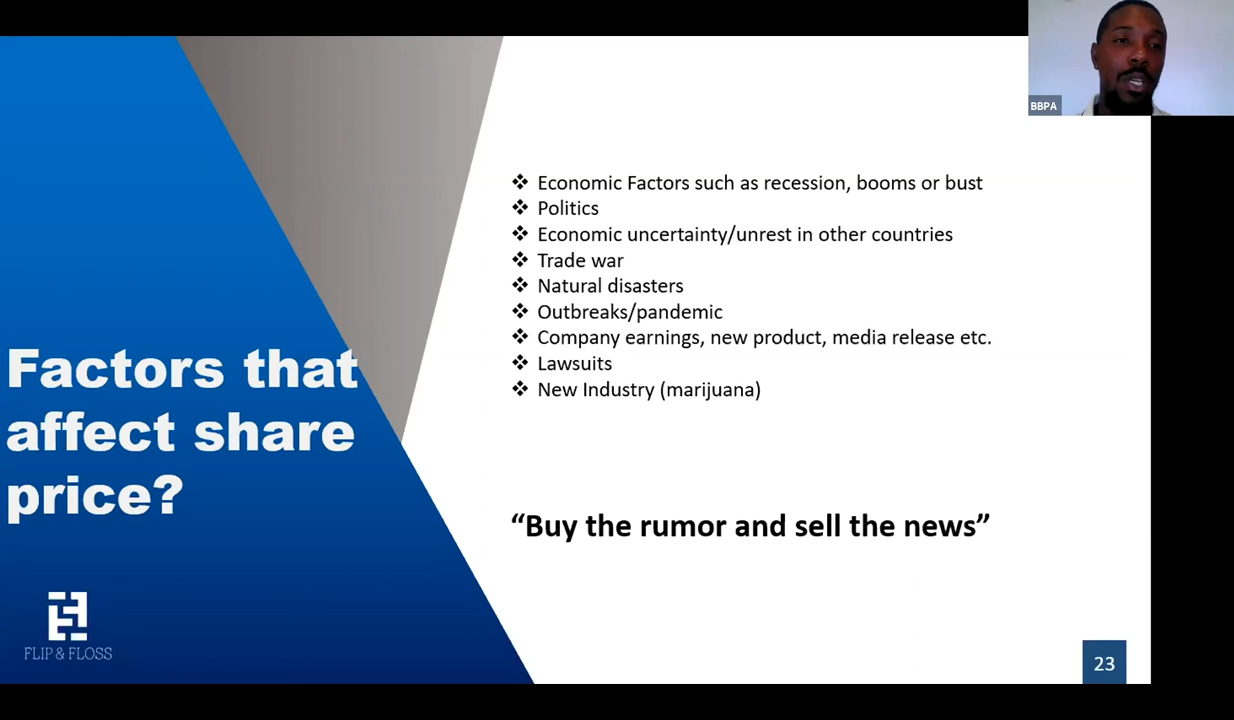 BBPA
Factors that
affect share
price?
❖ Economic Factors such as recession, booms or bust
❖ Politics
❖ Economic uncertainty/unrest in other countries
❖ Trade war
❖ Natural disasters
❖ Outbreaks/pandemic
❖ Company earnings, new product, media release etc.
❖ Lawsuits
❖ New Industry (marijuana)
“Buy the rumor and sell the news”
FLIP & FLOSS
23